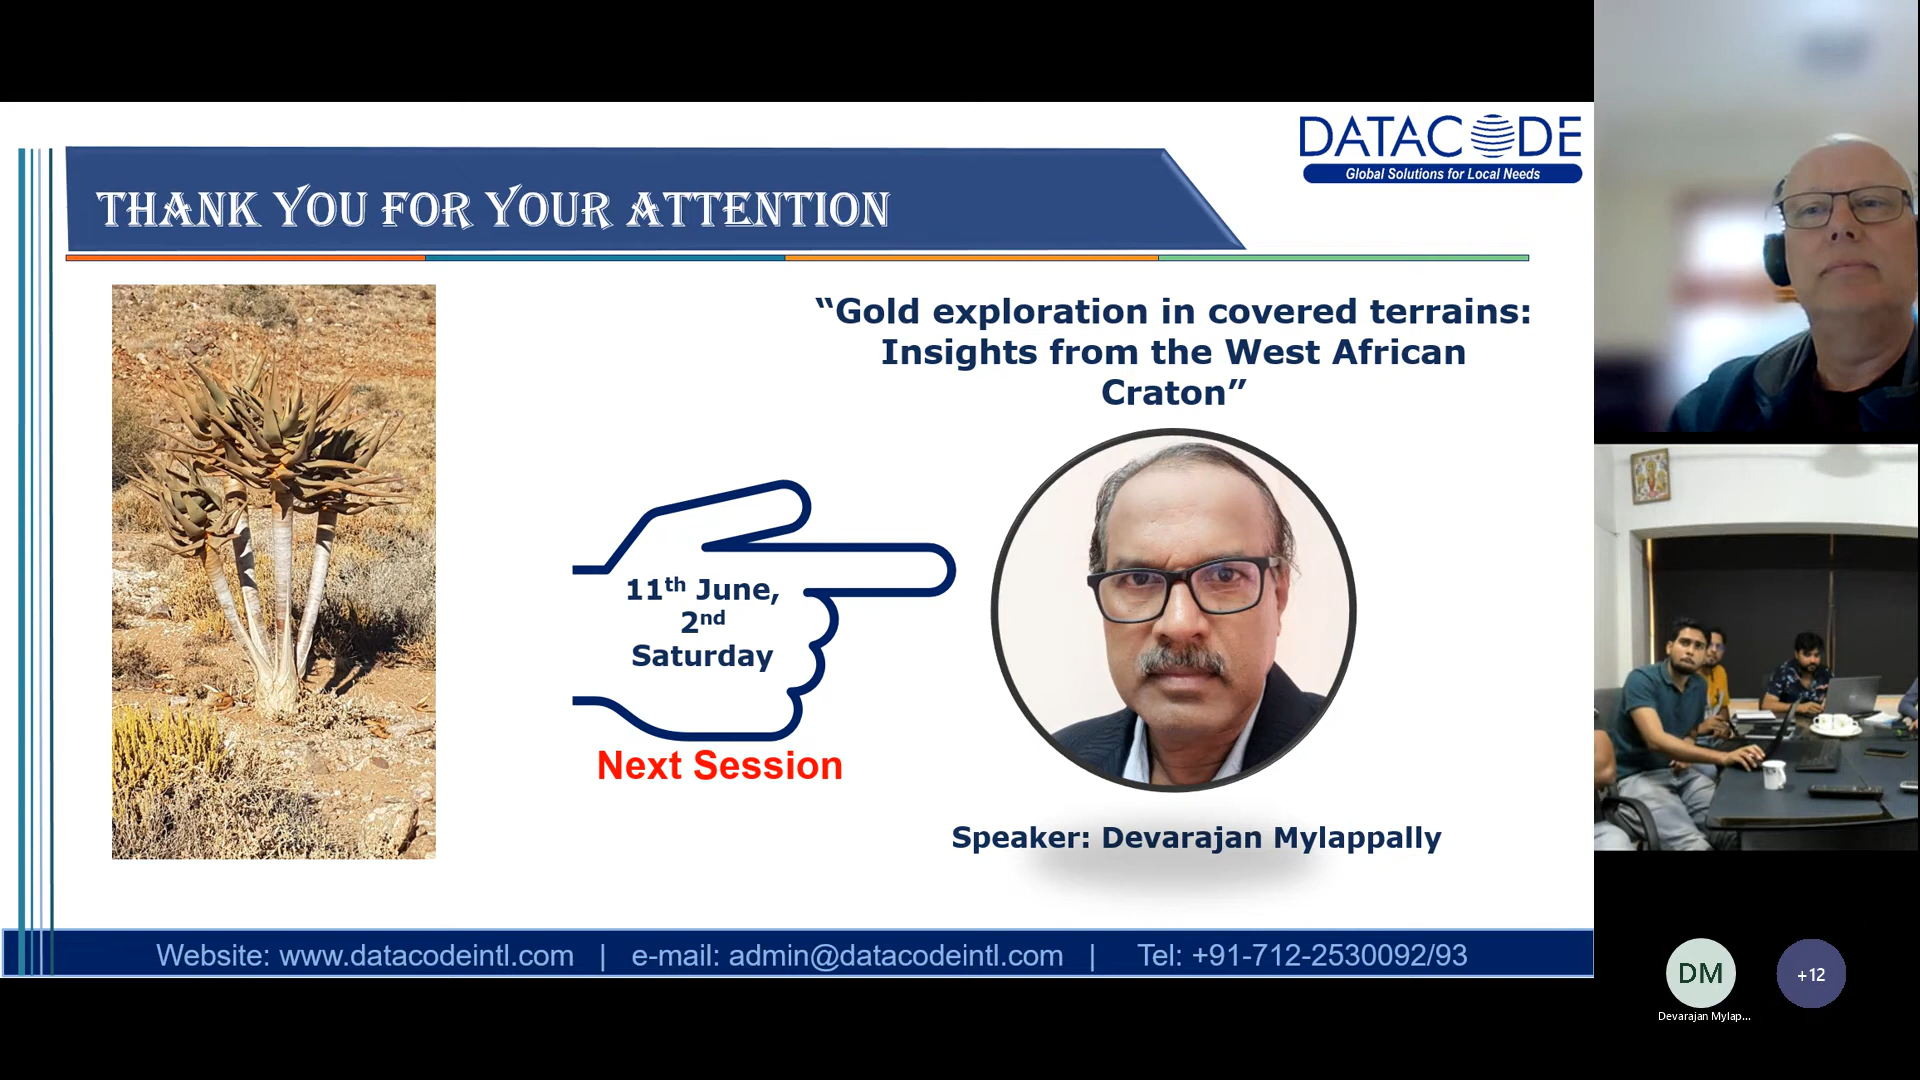 DATACODE
Global Solutions for Local Needs
THANK YOU FOR YOUR ATTENTION
“Gold exploration in covered terrains:
Insights from the West African
Craton”
11th June,
2nd
Saturday
Next Session
Speaker: Devarajan Mylappally
Website: www.datacodeintl.com | e-mail: admin@datacodeintl.com | Tel: +91-712-2530092/93
DM
+12
Devarajan Mylap...